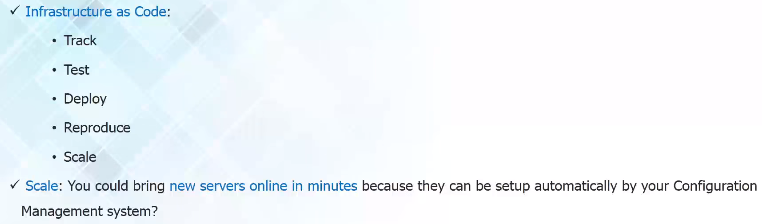 ✓ Infrastructure as Code:
• Track
• Test
• Deploy
• Reproduce
• Scale
✓ Scale: You could bring new servers online in minutes because they can be setup automatically by your Configuration
Management system?